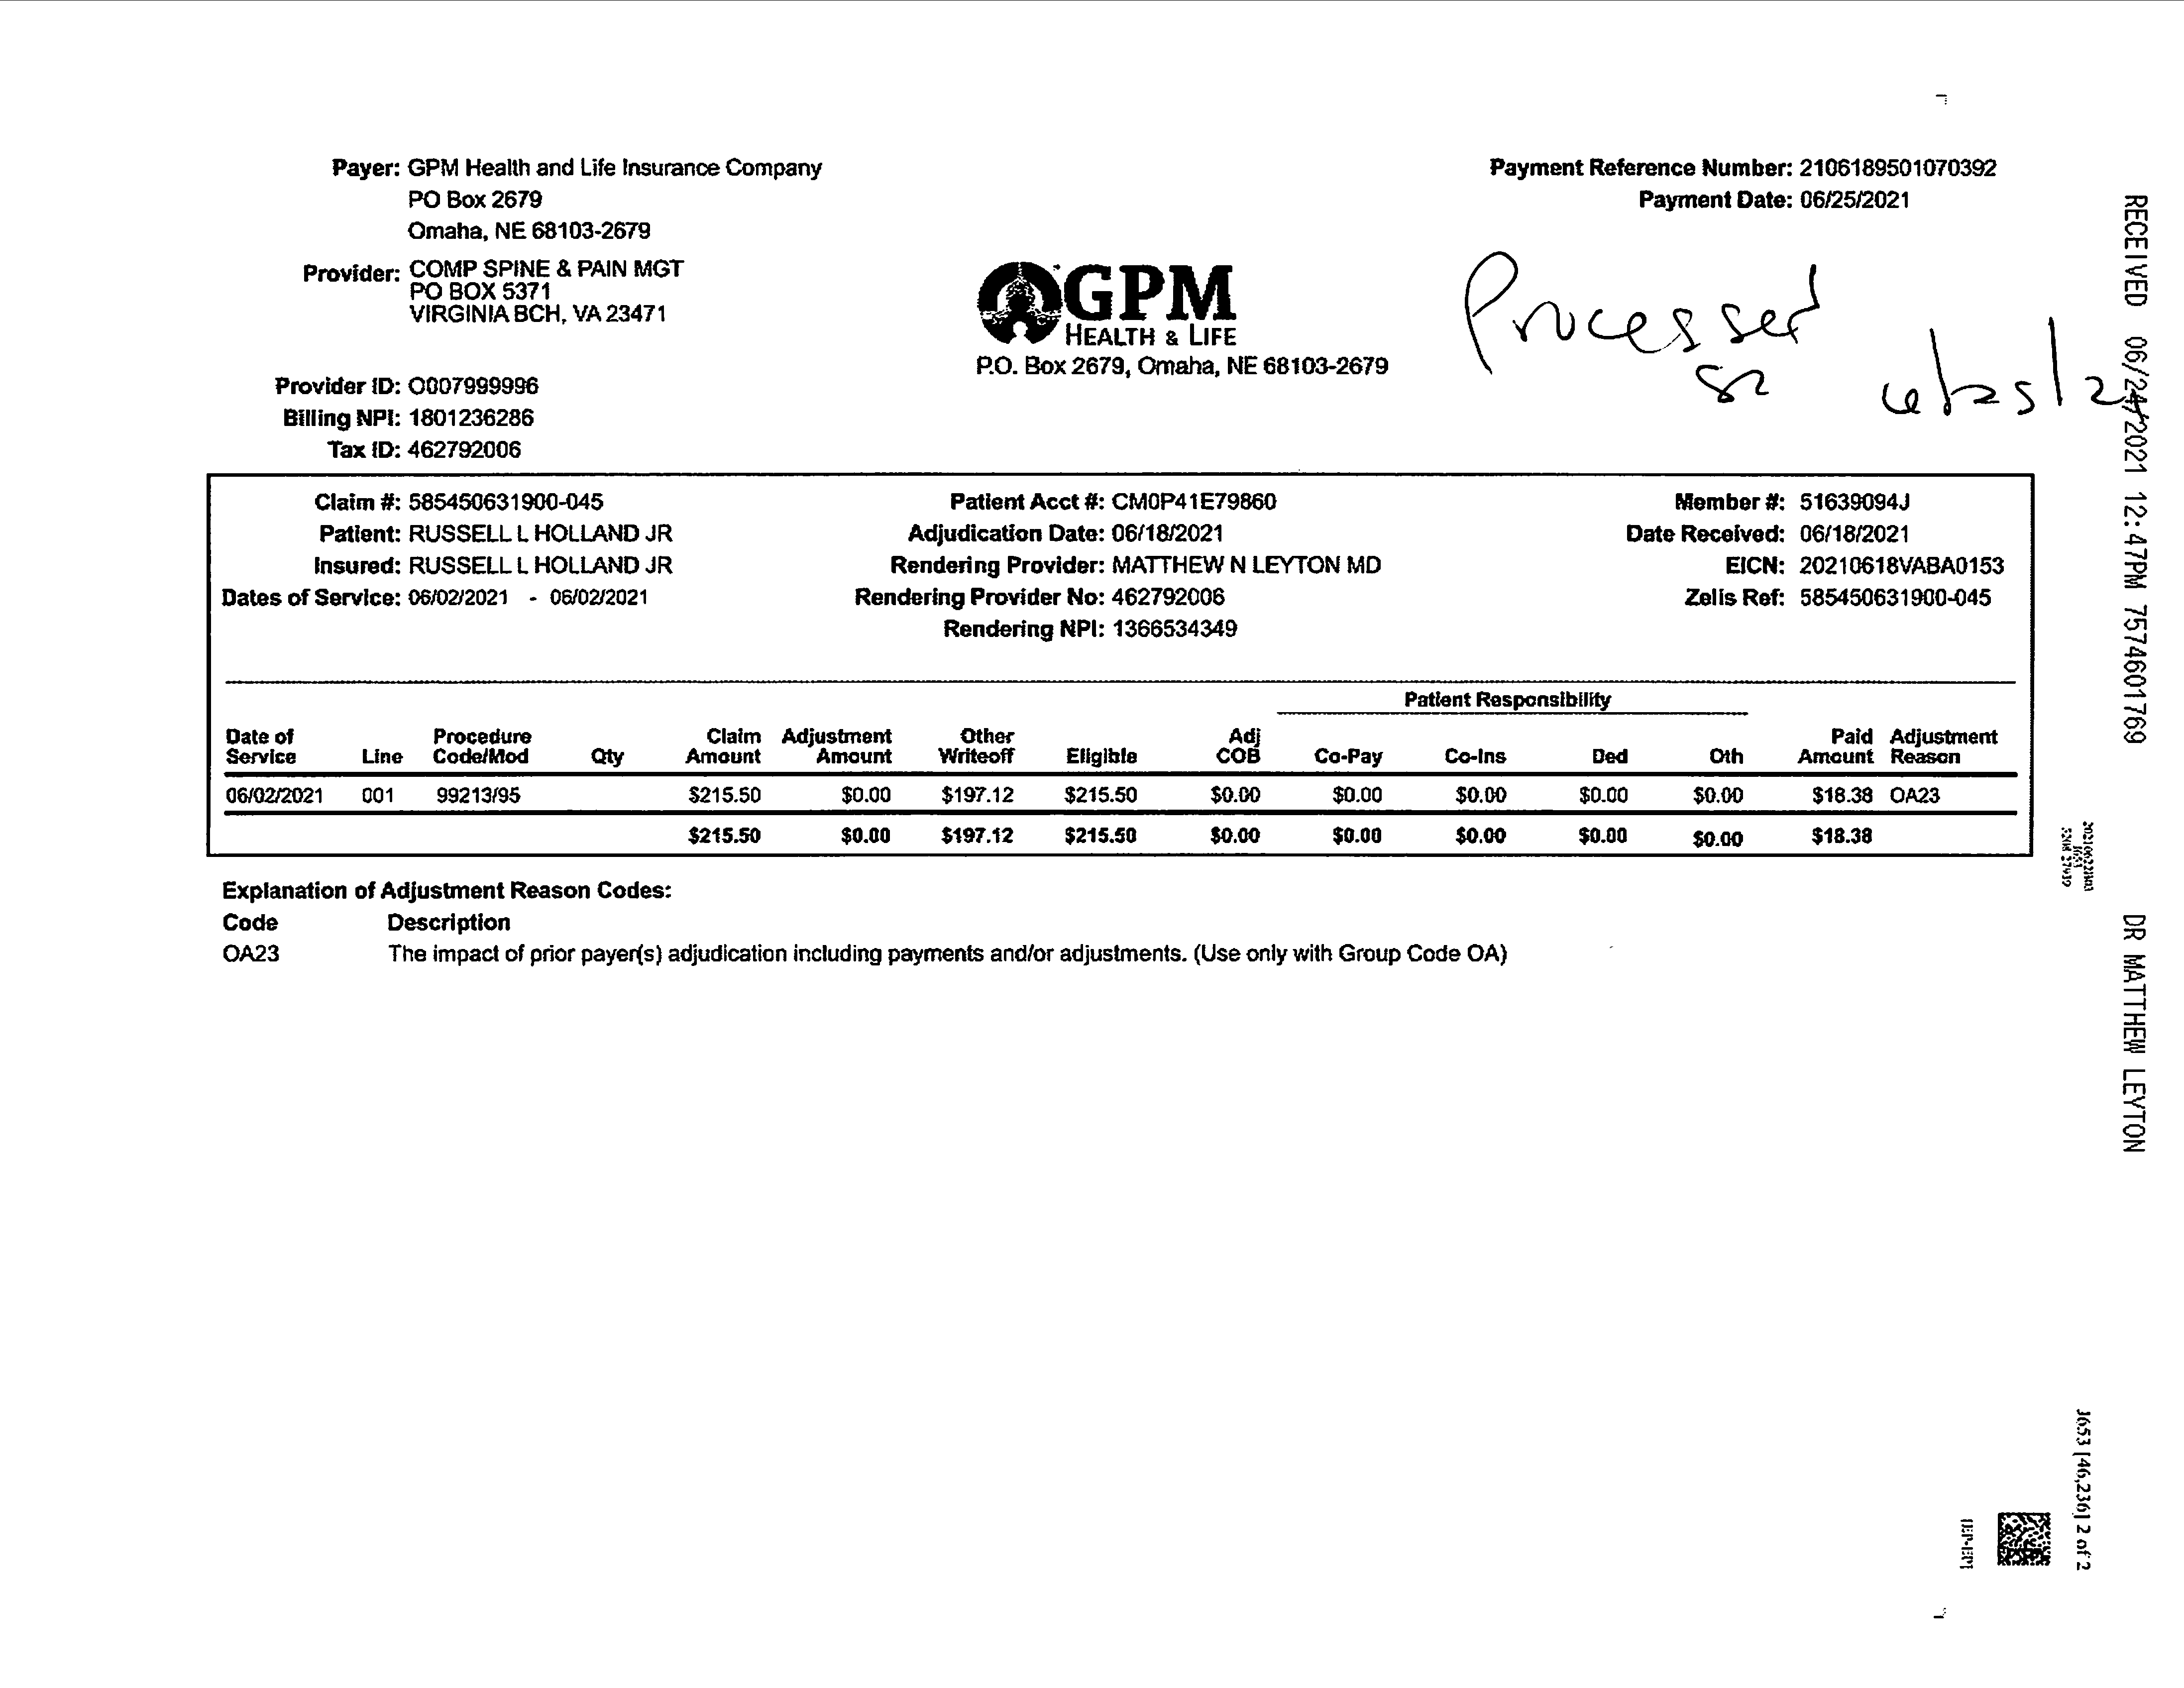 Payer: GPM Health and Life Insurance Company
PO Box 2679
Omaha, NE 68103-2679
Provider: COMP SPINE & PAIN MGT
PO BOX 5371
VIRGINIA BCH, VA 23471
Provider ID: O007999996
Billing NPI: 1801236286
Tax ID: 462792006
GPM
HEALTH & LIFE
P.O. Box 2679, Omaha, NE 68103-2679
Payment Reference Number: 2106189501070392
Payment Date: 06/25/2021
Processed
Claim #: 585450631900-045
Patient: RUSSELL L HOLLAND JR
Insured: RUSSELL L HOLLAND JR
Dates of Service: 06/02/2021 - 06/02/2021
Patient Acct #: CM0P41E79860
Adjudication Date: 06/18/2021
Rendering Provider: MATTHEW N LEYTON MD
Rendering Provider No: 462792006
Rendering NPI: 1366534349
Member #: 51639094J
Date Received: 06/18/2021
EICN: 20210618VABA0153
Zelis Ref: 585450631900-045
Patient Responsibility
Date of Service Line Procedure Code/Mod Qty Claim Amount Adjustment Amount Other Writeoff Eligible Adj COB Co-Pay Co-Ins Ded Oth Paid Amount Adjustment Reason
06/02/2021 001 99213/95 $215.50 $0.00 $197.12 $215.50 $0.00 $0.00 $0.00 $0.00 $0.00 $18.38 OA23
$215.50 $0.00 $197.12 $215.50 $0.00 $0.00 $0.00 $0.00 $0.00 $18.38
Explanation of Adjustment Reason Codes:
Code Description
OA23 The impact of prior payer(s) adjudication including payments and/or adjustments. (Use only with Group Code OA)
RECEIVED 06/24/2021 12:47PM 7574601769
DR MATTHEW LEYTON
J653 [46,236] 2 of 2